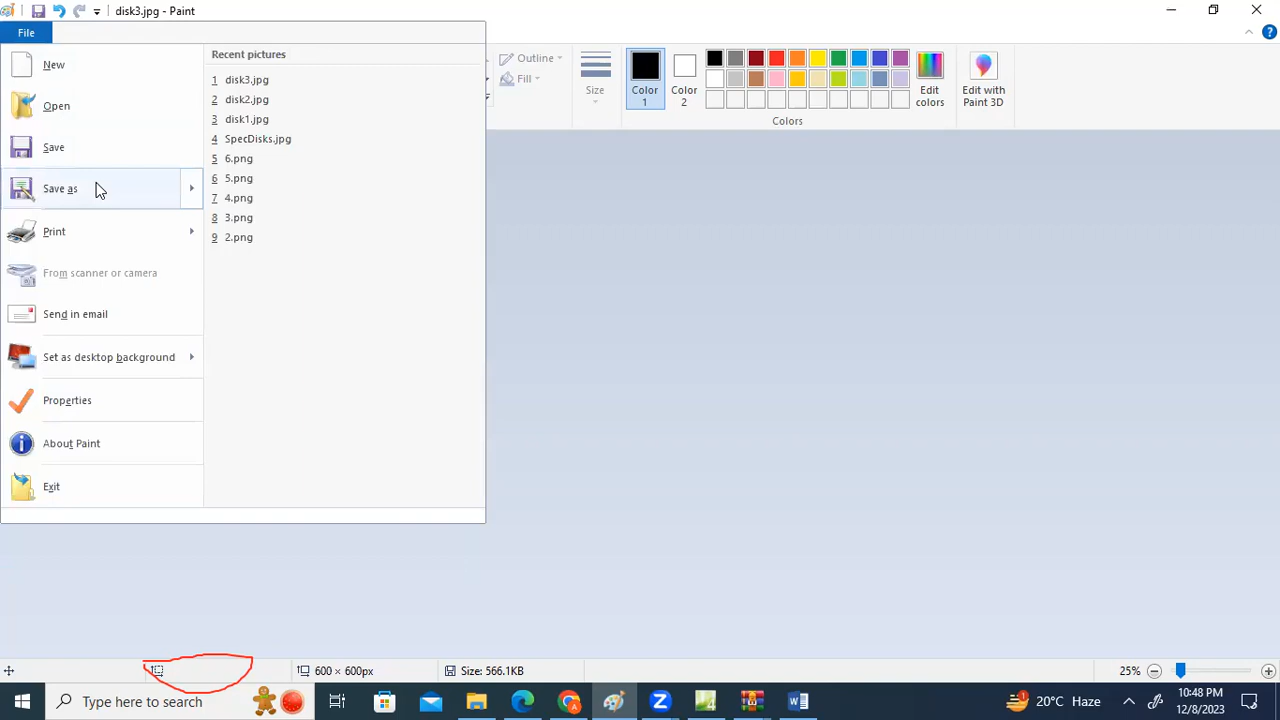 disk3.jpg - Paint
File
Recent pictures
New
Open
Save
Save as
Print
From scanner or camera
Send in email
Set as desktop background
Properties
About Paint
Exit
1 disk3.jpg
2 disk2.jpg
3 disk1.jpg
4 SpecDisks.jpg
5 6.png
6 5.png
7 4.png
8 3.png
9 2.png
Outline
Fill
Size
Color 1
Color 2
Edit colors
Edit with Paint 3D
Colors
600 × 600px
Size: 566.1KB
25%
Type here to search
1
20°C Haze
10:48 PM
12/8/2023